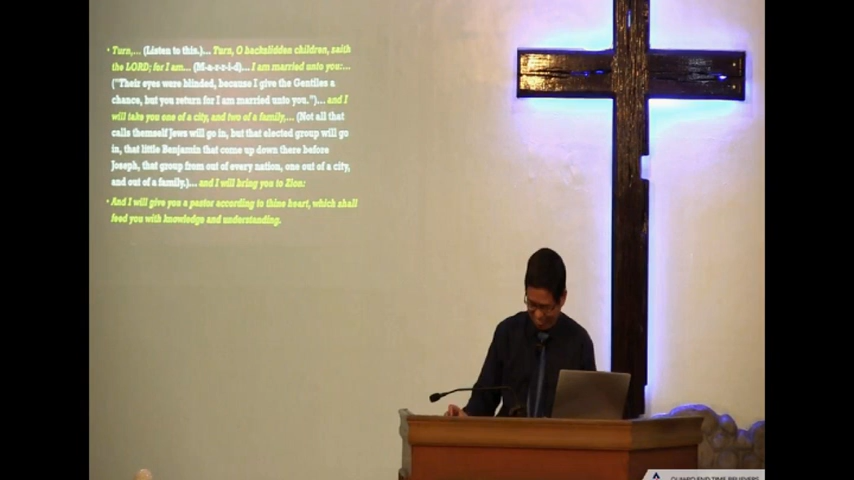 • Turn,... (Listen to this.)... Turn, O backslidden children, saith
the LORD; for I am... (M-a-r-r-i-d)... I am married unto you:...
("Their eyes were blinded, because I give the Gentiles a
chance, but you return for I am married unto you.")... and I
will take you one of a city, and two of a family,... (Not all that
calls themself Jews will go in, but that elected group will go
in, that little Benjamin that come up down there before
Joseph, that group from out of every nation, one out of a city,
and out of a family.)... and I will bring you to Zion:
• And I will give you a pastor according to thine heart, which shall
feed you with knowledge and understanding.
END TIME BELIEVERS